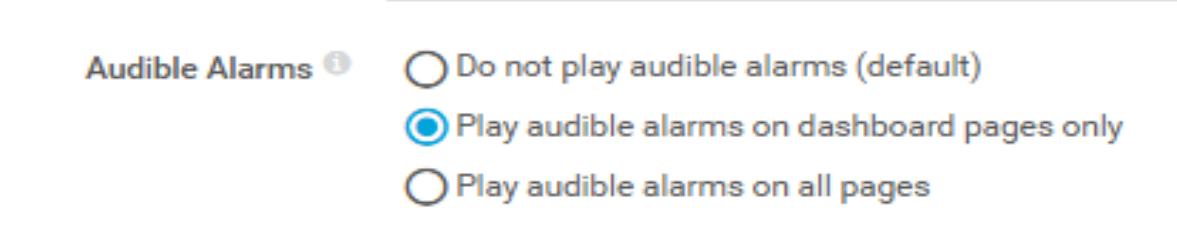 Audible Alarms
Do not play audible alarms (default)
Play audible alarms on dashboard pages only
Play audible alarms on all pages